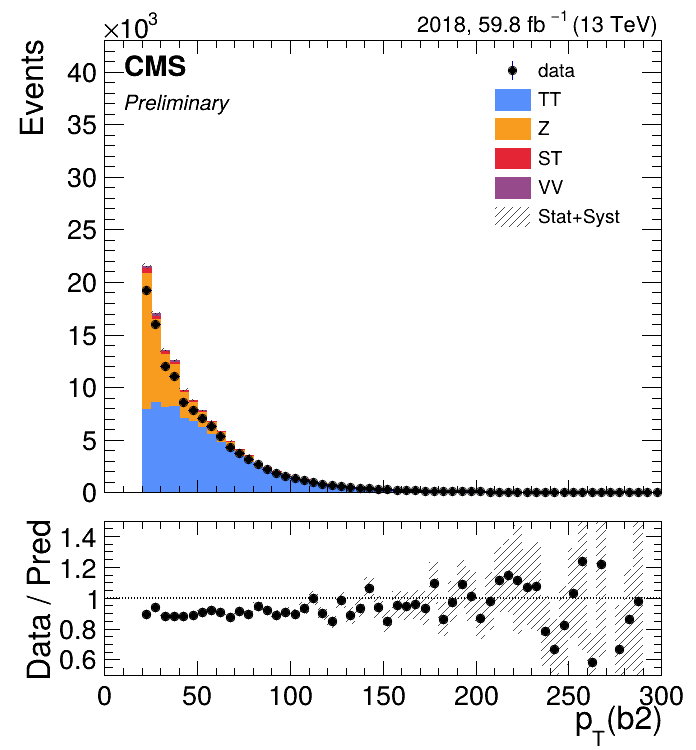 ×10³
2018, 59.8 fb⁻¹ (13 TeV)
Events
CMS
Preliminary
data
TT
Z
ST
VV
Stat+Syst
40
35
30
25
20
15
10
5
0
Data / Pred
1.4
1.2
1
0.8
0.6
0 50 100 150 200 250 300
p_T(b2)